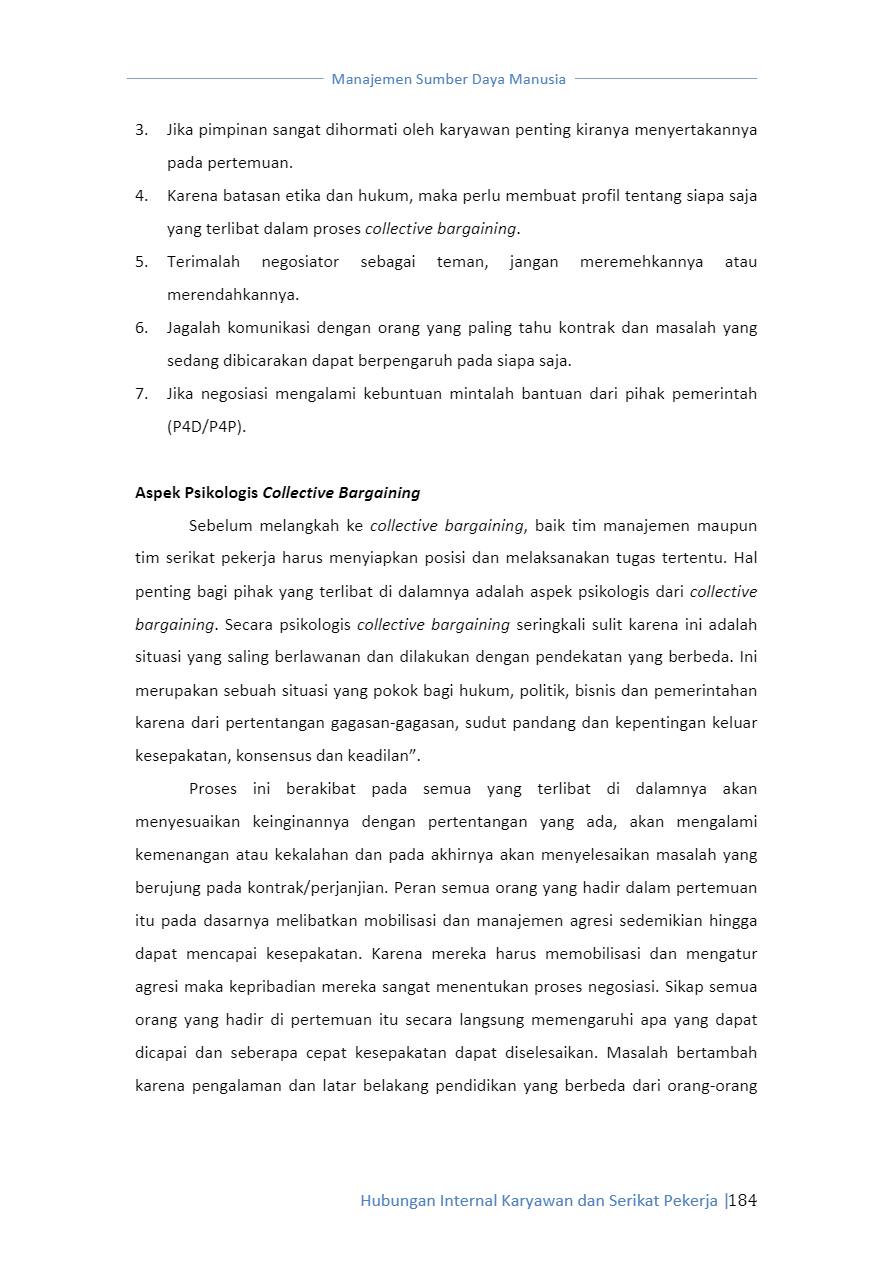 Manajemen Sumber Daya Manusia
3. Jika pimpinan sangat dihormati oleh karyawan penting kiranya menyertakannya
pada pertemuan.
4. Karena batasan etika dan hukum, maka perlu membuat profil tentang siapa saja
yang terlibat dalam proses collective bargaining.
5. Terimalah negosiator sebagai teman, jangan meremehkannya atau
merendahkannya.
6. Jagalah komunikasi dengan orang yang paling tahu kontrak dan masalah yang
sedang dibicarakan dapat berpengaruh pada siapa saja.
7. Jika negosiasi mengalami kebuntuan mintalah bantuan dari pihak pemerintah
(P4D/P4P).
Aspek Psikologis Collective Bargaining
Sebelum melangkah ke collective bargaining, baik tim manajemen maupun
tim serikat pekerja harus menyiapkan posisi dan melaksanakan tugas tertentu. Hal
penting bagi pihak yang terlibat di dalamnya adalah aspek psikologis dari collective
bargaining. Secara psikologis collective bargaining seringkali sulit karena ini adalah
situasi yang saling berlawanan dan dilakukan dengan pendekatan yang berbeda. Ini
merupakan sebuah situasi yang pokok bagi hukum, politik, bisnis dan pemerintahan
karena dari pertentangan gagasan-gagasan, sudut pandang dan kepentingan keluar
kesepakatan, konsensus dan keadilan”.
Proses ini berakibat pada semua yang terlibat di dalamnya akan
menyesuaikan keinginannya dengan pertentangan yang ada, akan mengalami
kemenangan atau kekalahan dan pada akhirnya akan menyelesaikan masalah yang
berujung pada kontrak/perjanjian. Peran semua orang yang hadir dalam pertemuan
itu pada dasarnya melibatkan mobilisasi dan manajemen agresi sedemikian hingga
dapat mencapai kesepakatan. Karena mereka harus memobilisasi dan mengatur
agresi maka kepribadian mereka sangat menentukan proses negosiasi. Sikap semua
orang yang hadir di pertemuan itu secara langsung memengaruhi apa yang dapat
dicapai dan seberapa cepat kesepakatan dapat diselesaikan. Masalah bertambah
karena pengalaman dan latar belakang pendidikan yang berbeda dari orang-orang
Hubungan Internal Karyawan dan Serikat Pekerja |184